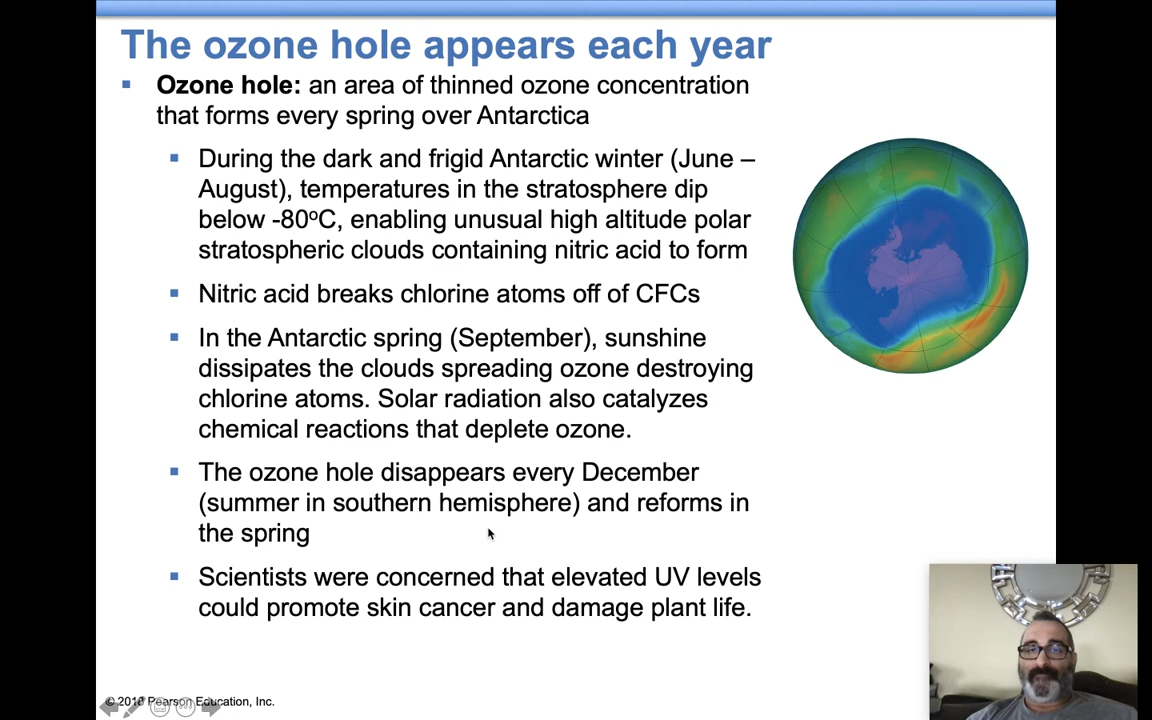 The ozone hole appears each year
▪ Ozone hole: an area of thinned ozone concentration
that forms every spring over Antarctica
▪ During the dark and frigid Antarctic winter (June –
August), temperatures in the stratosphere dip
below -80ºC, enabling unusual high altitude polar
stratospheric clouds containing nitric acid to form
▪ Nitric acid breaks chlorine atoms off of CFCs
▪ In the Antarctic spring (September), sunshine
dissipates the clouds spreading ozone destroying
chlorine atoms. Solar radiation also catalyzes
chemical reactions that deplete ozone.
▪ The ozone hole disappears every December
(summer in southern hemisphere) and reforms in
the spring
▪ Scientists were concerned that elevated UV levels
could promote skin cancer and damage plant life.
© Pearson Education, Inc.